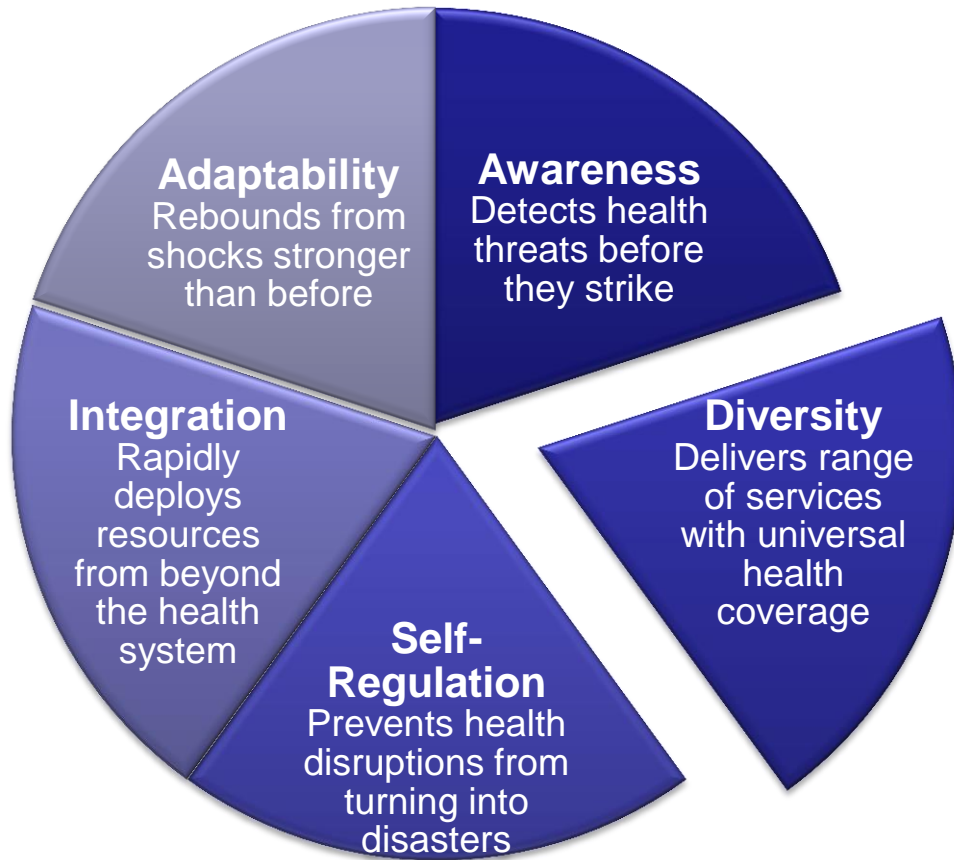 Adaptability
Rebounds from
shocks stronger
than before
Awareness
Detects health
threats before
they strike
Integration
Rapidly
deploys
resources
from beyond
the health
system
Diversity
Delivers range
of services
with universal
health
coverage
Self-
Regulation
Prevents health
disruptions from
turning into
disasters